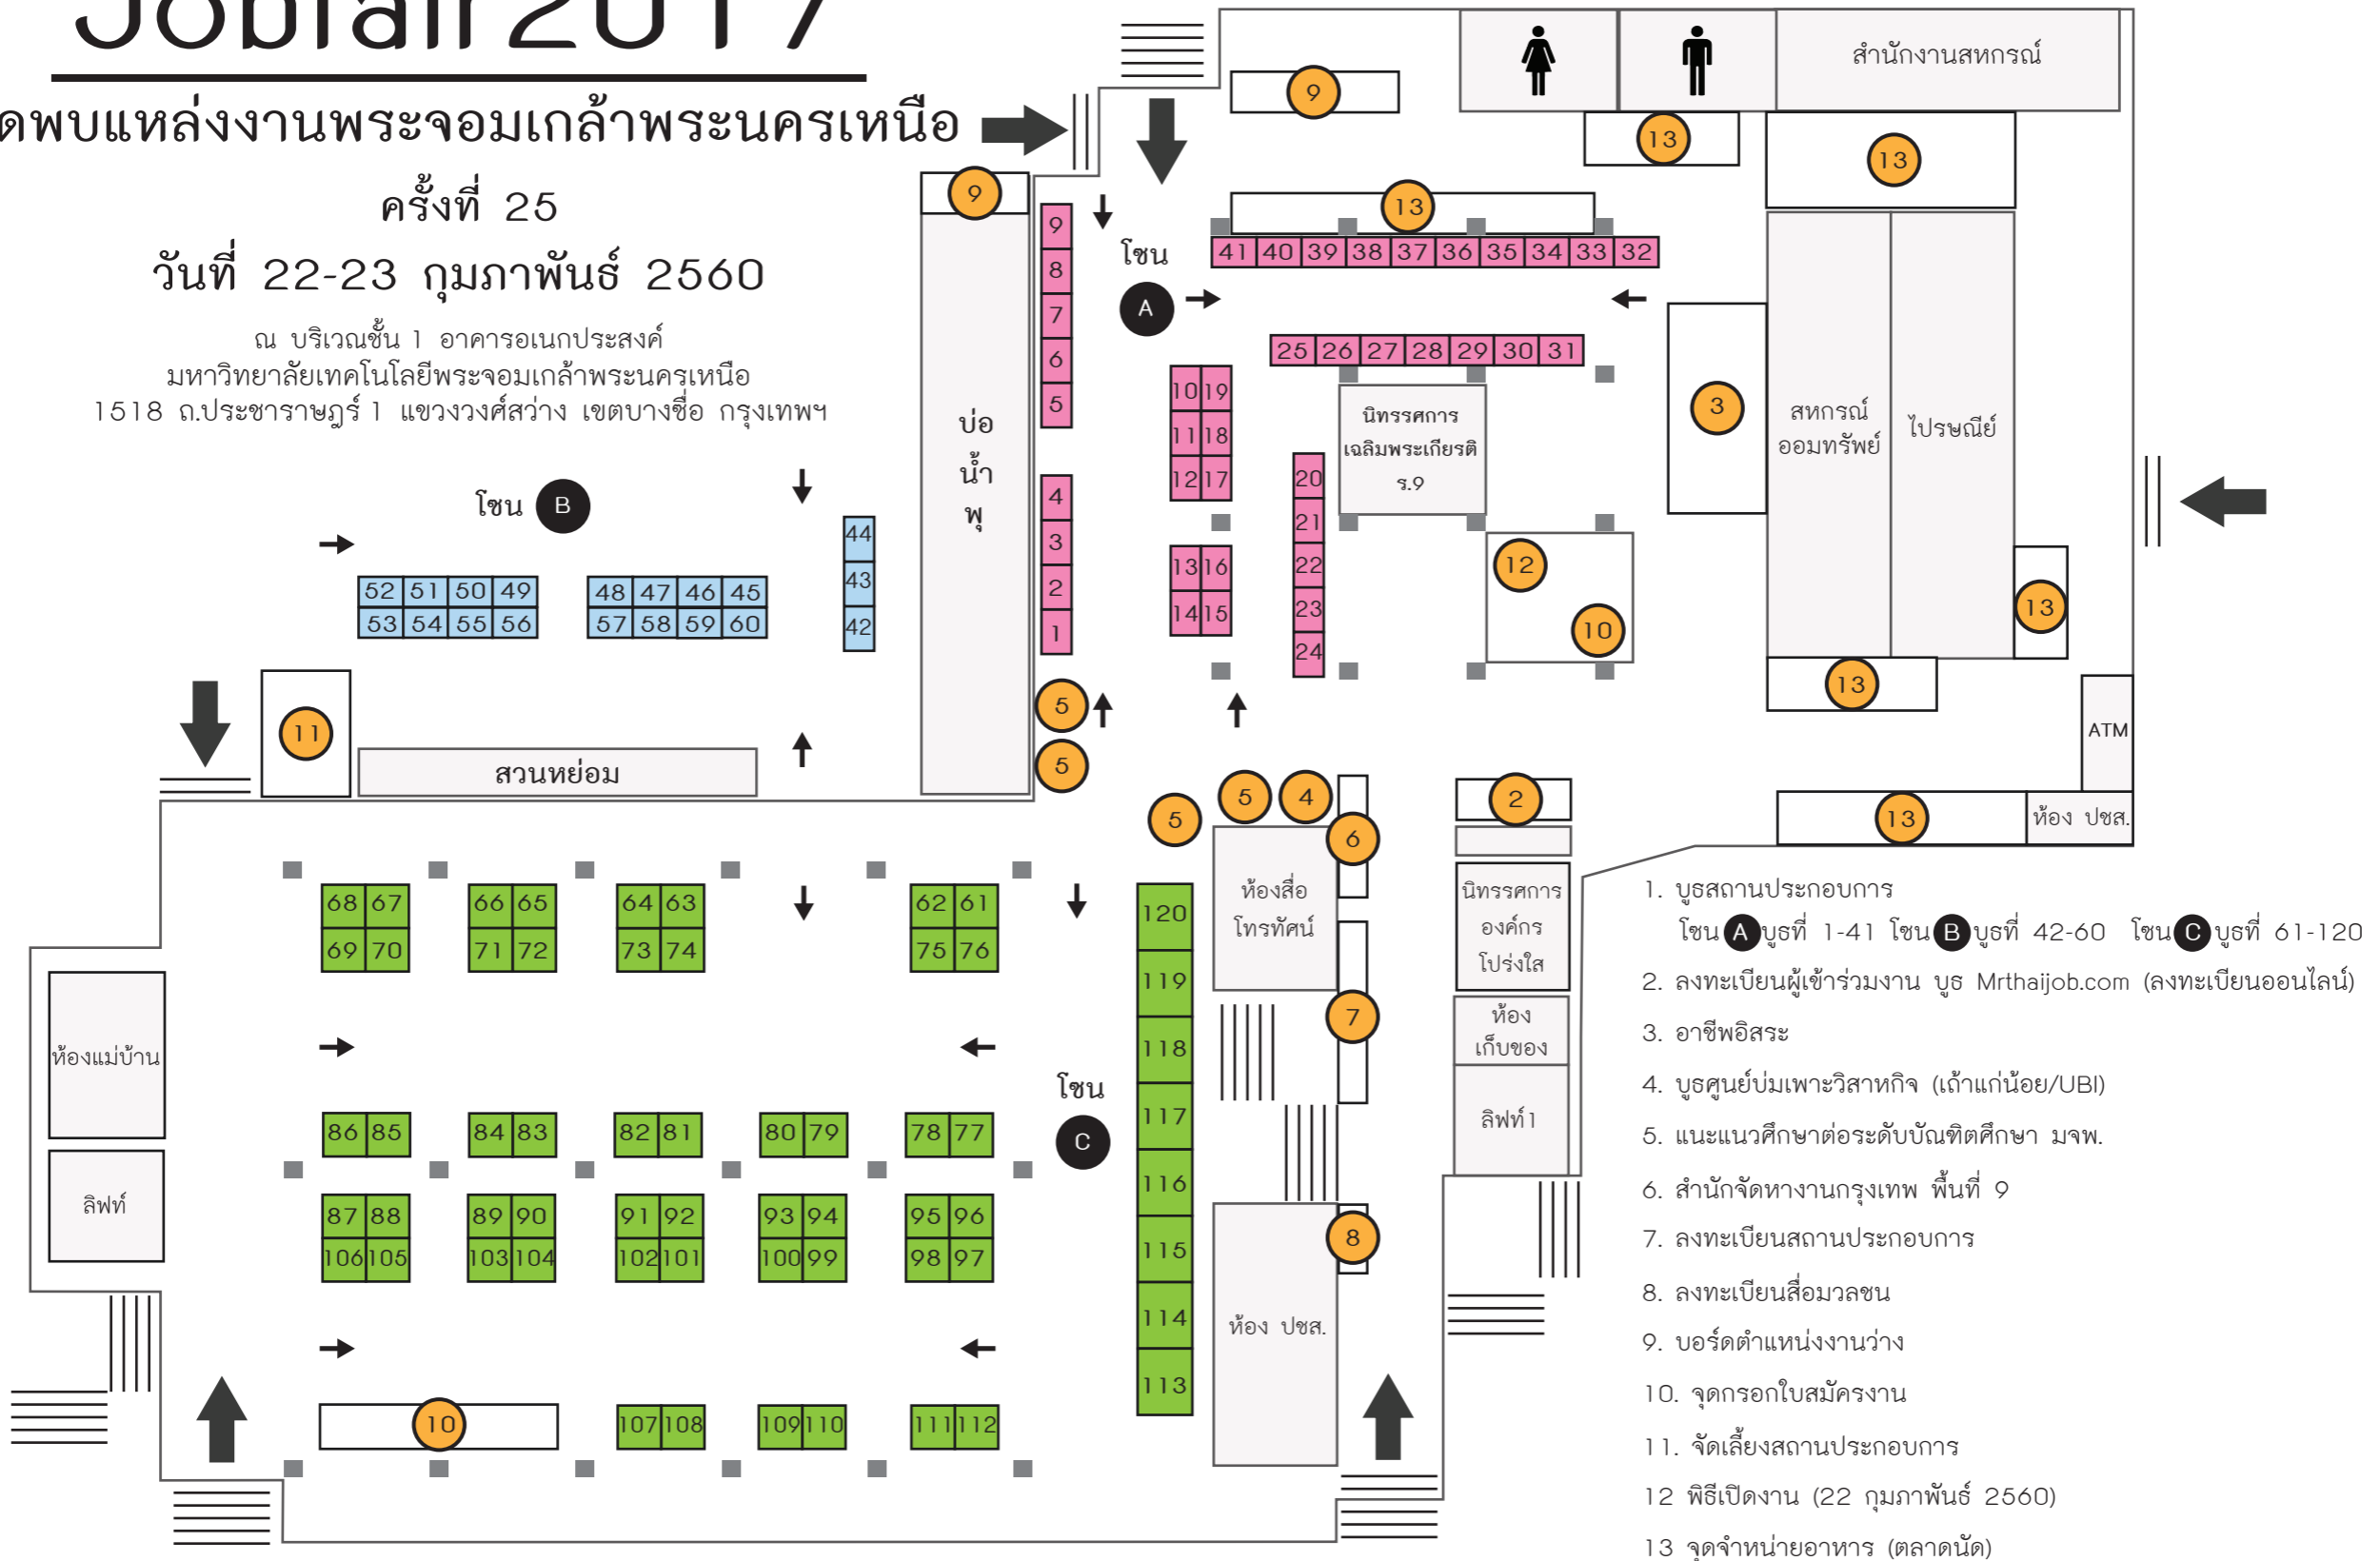 Jobfair2017
ดพบแหล่งงานพระจอมเกล้าพระนครเหนือ
ครั้งที่ 25
วันที่ 22-23 กุมภาพันธ์ 2560
ณ บริเวณชั้น 1 อาคารอเนกประสงค์
มหาวิทยาลัยเทคโนโลยีพระจอมเกล้าพระนครเหนือ
1518 ถ.ประชาราษฎร์ 1 แขวงวงศ์สว่าง เขตบางซื่อ กรุงเทพฯ
สำนักงานสหกรณ์
9
13
13
9
13
โซน
A
9
8
7
6
5
4
3
2
1
41 40 39 38 37 36 35 34 33 32
25 26 27 28 29 30 31
10 19
11 18
12 17
13 16
14 15
20
21
22
23
24
นิทรรศการ
เฉลิมพระเกียรติ
ร.9
12
10
3
สหกรณ์
ออมทรัพย์
ไปรษณีย์
13
13
ATM
13
ห้อง ปชส.
บ่อ
น้ำ
พุ
โซน B
44
43
42
52 51 50 49
53 54 55 56
48 47 46 45
57 58 59 60
11
สวนหย่อม
5
5
5
5
4
6
2
7
8
ห้องสื่อ
โทรทัศน์
นิทรรศการ
องค์กร
โปร่งใส
ห้อง
เก็บของ
ลิฟท์1
ห้อง ปชส.
68 67
69 70
66 65
71 72
64 63
73 74
62 61
75 76
ห้องแม่บ้าน
ลิฟท์
โซน
C
86 85
84 83
82 81
80 79
78 77
87 88
106 105
89 90
103 104
91 92
102 101
93 94
100 99
95 96
98 97
10
107 108
109 110
111 112
120
119
118
117
116
115
114
113
1. บูธสถานประกอบการ
โซน A บูธที่ 1-41 โซน B บูธที่ 42-60 โซน C บูธที่ 61-120
2. ลงทะเบียนผู้เข้าร่วมงาน บูธ Mrthaijob.com (ลงทะเบียนออนไลน์)
3. อาชีพอิสระ
4. บูธศูนย์บ่มเพาะวิสาหกิจ (เถ้าแก่น้อย/UBI)
5. แนะแนวศึกษาต่อระดับบัณฑิตศึกษา มจพ.
6. สำนักจัดหางานกรุงเทพ พื้นที่ 9
7. ลงทะเบียนสถานประกอบการ
8. ลงทะเบียนสื่อมวลชน
9. บอร์ดตำแหน่งงานว่าง
10. จุดกรอกใบสมัครงาน
11. จัดเลี้ยงสถานประกอบการ
12 พิธีเปิดงาน (22 กุมภาพันธ์ 2560)
13 จุดจำหน่ายอาหาร (ตลาดนัด)